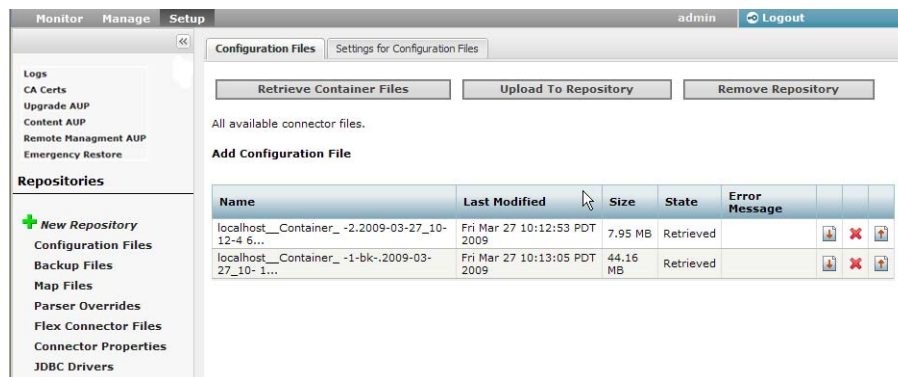 Monitor Manage Setup admin Logout
Configuration Files Settings for Configuration Files
Logs
CA Certs
Upgrade AUP
Content AUP
Remote Managment AUP
Emergency Restore
Repositories
New Repository
Configuration Files
Backup Files
Map Files
Parser Overrides
Flex Connector Files
Connector Properties
JDBC Drivers
Retrieve Container Files Upload To Repository Remove Repository
All available connector files.
Add Configuration File
Name Last Modified Size State Error
Message
localhost__Container_ -2.2009-03-27_10- Fri Mar 27 10:12:53 PDT 7.95 MB Retrieved
12-4 6... 2009
localhost__Container_ -1-bk-.2009-03- Fri Mar 27 10:13:05 PDT 44.16 Retrieved
27_10- 1... 2009 MB